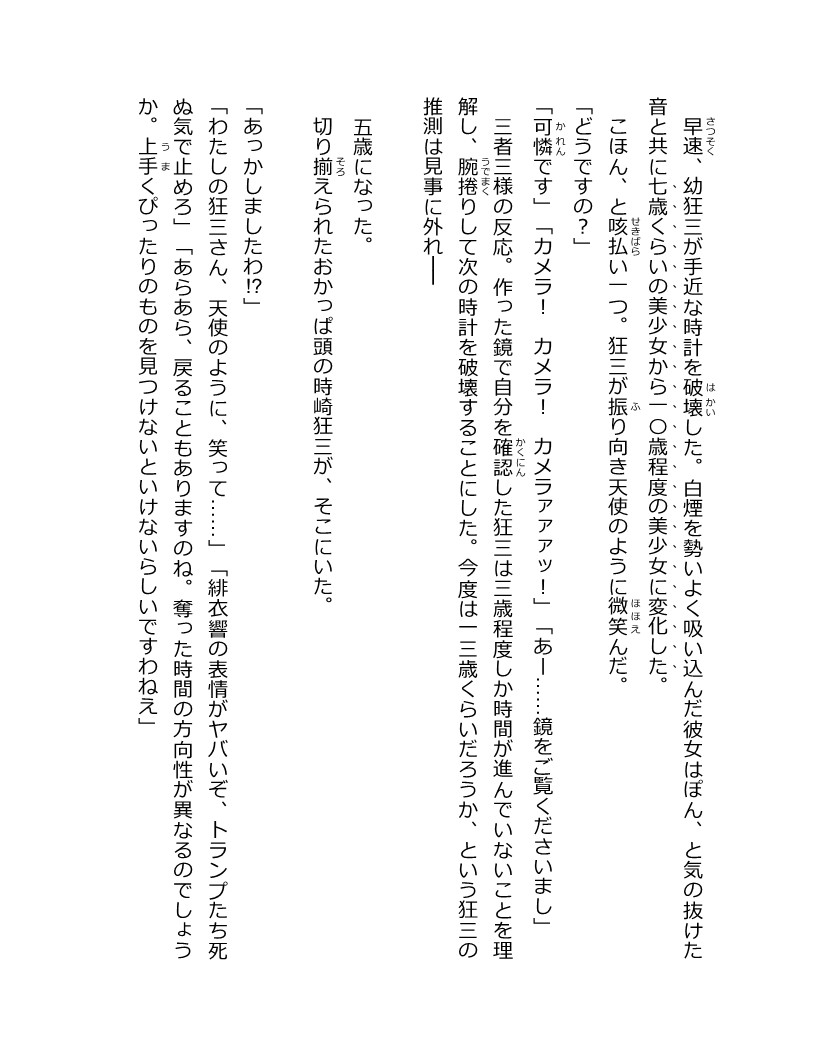 早速、幼狂三が手近な時計を破壊した。白煙を勢いよく吸い込んだ彼女はぽん、と気の抜けた
音と共に七歳くらいの美少女から一〇歳程度の美少女に変化した。
こほん、と咳払い一つ。狂三が振り向き天使のように微笑んだ。
「どうですの？」
「可憐です」「カメラ！　カメラ！　カメラァァァッ！」「あー……鏡をご覧くださいまし」
三者三様の反応。作った鏡で自分を確認した狂三は三歳程度しか時間が進んでいないことを理
解し、腕捲りして次の時計を破壊することにした。今度は一三歳くらいだろうか、という狂三の
推測は見事に外れ──
五歳になった。
切り揃えられたおかっぱ頭の時崎狂三が、そこにいた。
「あっかしましたわ!?」
「わたしの狂三さん、天使のように、笑って……」「緋衣響の表情がヤバいぞ、トランプたち死
ぬ気で止めろ」「あらあら、戻ることもありますのね。奪った時間の方向性が異なるのでしょう
か。上手くぴったりのものを見つけないといけないらしいですわねえ」